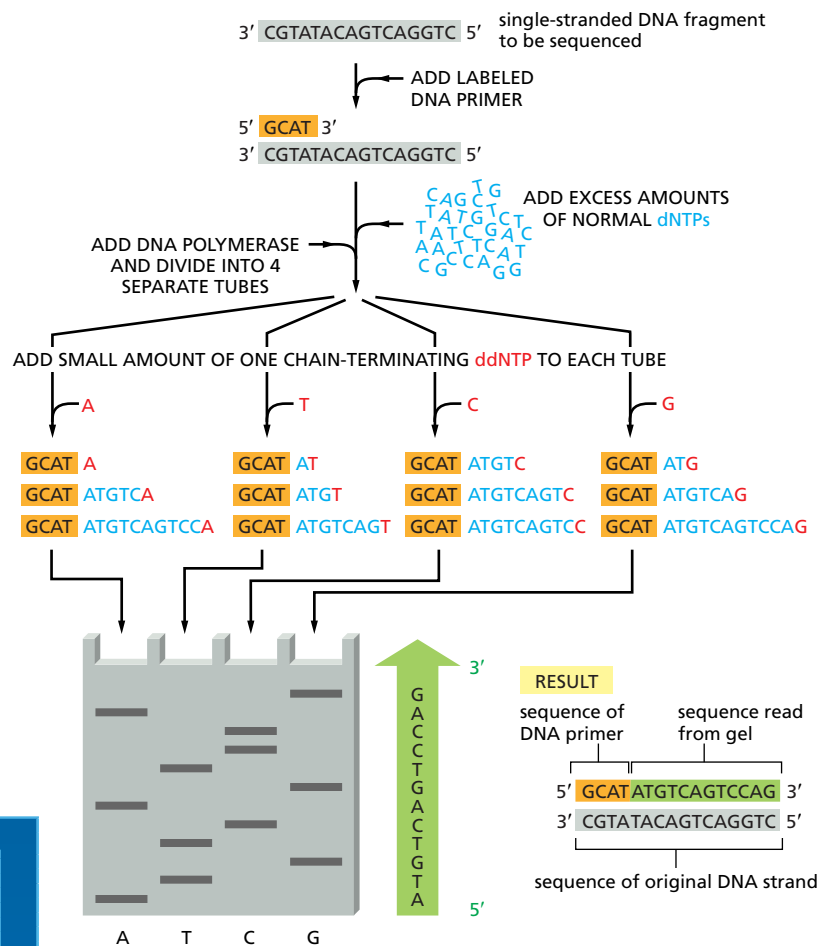 3′ CGTATACAGTCAGGTC 5′
single-stranded DNA fragment
to be sequenced
ADD LABELED
DNA PRIMER
5′ GCAT 3′
3′ CGTATACAGTCAGGTC 5′
ADD EXCESS AMOUNTS
OF NORMAL dNTPs
C A G C T G
T A T G T C T
T A T C G A C
A A C T T C A T
C G C C A G G
ADD DNA POLYMERASE
AND DIVIDE INTO 4
SEPARATE TUBES
ADD SMALL AMOUNT OF ONE CHAIN-TERMINATING ddNTP TO EACH TUBE
A
T
C
G
GCAT A
GCAT ATGTCA
GCAT ATGTCAGTCCA
GCAT AT
GCAT ATGT
GCAT ATGTCAGT
GCAT ATGTC
GCAT ATGTCAGTC
GCAT ATGTCAGTCC
GCAT ATG
GCAT ATGTCAG
GCAT ATGTCAGTCCAG
3′
G
A
C
C
T
G
A
C
T
G
T
A
5′
A T C G
RESULT
sequence of
DNA primer
sequence read
from gel
5′ GCATATGTCAGTCCAG 3′
3′ CGTATACAGTCAGGTC 5′
sequence of original DNA strand